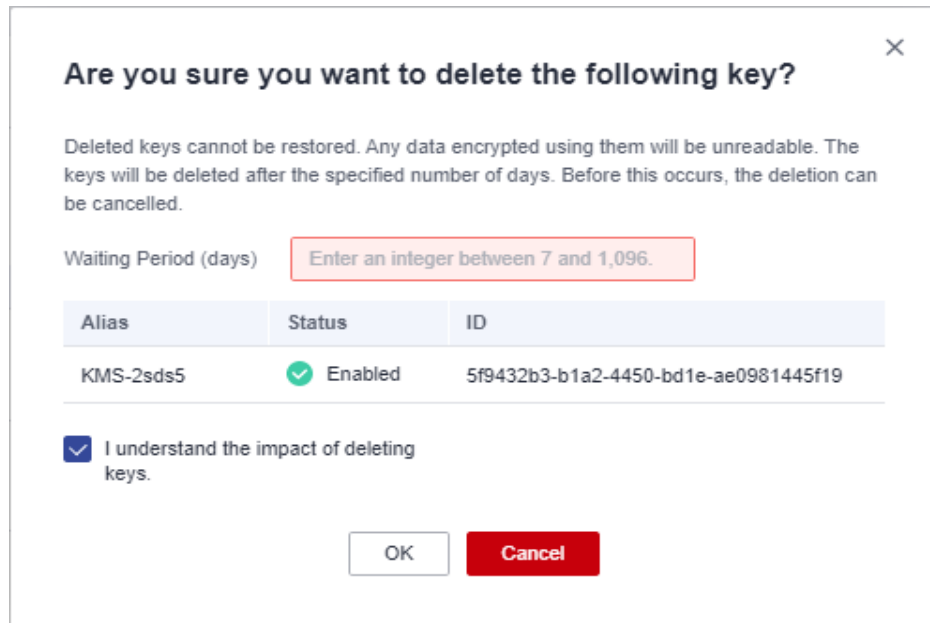 Are you sure you want to delete the following key?
Deleted keys cannot be restored. Any data encrypted using them will be unreadable. The
keys will be deleted after the specified number of days. Before this occurs, the deletion can
be cancelled.
Waiting Period (days) Enter an integer between 7 and 1,096.
Alias Status ID
KMS-2sds5 Enabled 5f9432b3-b1a2-4450-bd1e-ae0981445f19
I understand the impact of deleting
keys.
OK Cancel